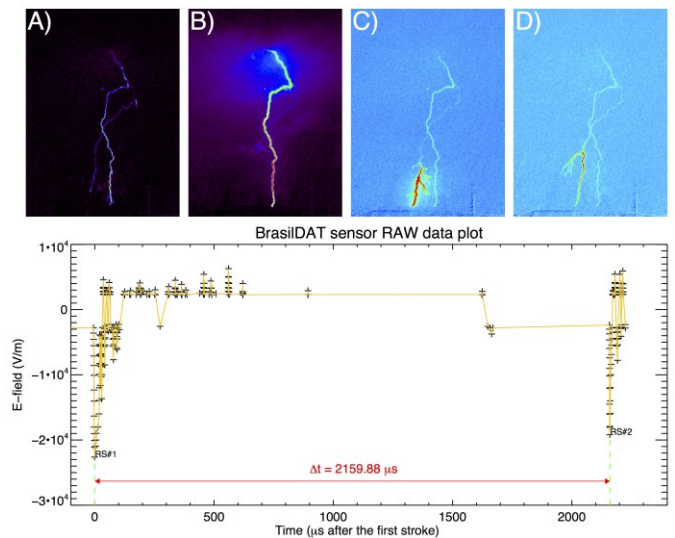 A) B) C) D)
BrasilDAT sensor RAW data plot
1•10⁴
0
-1•10⁴
-2•10⁴
-3•10⁴
E-field (V/m)
RS#1
RS#2
Δt = 2159.88 μs
0 500 1000 1500 2000
Time (μs after the first stroke)